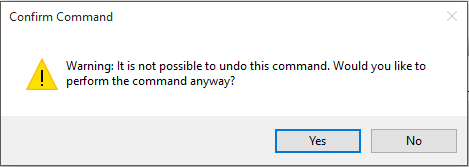 Confirm Command
Warning: It is not possible to undo this command. Would you like to
perform the command anyway?
Yes
No